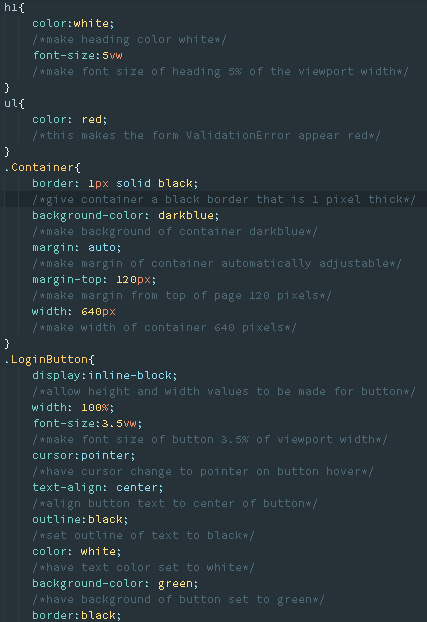 h1{
color:white;
/*make heading color white*/
font-size:5vw
/*make font size of heading 5% of the viewport width*/
}
ul{
color: red;
/*this makes the form ValidationError appear red*/
}
.Container{
border: 1px solid black;
/*give container a black border that is 1 pixel thick*/
background-color: darkblue;
/*make background of container darkblue*/
margin: auto;
/*make margin of container automatically adjustable*/
margin-top: 120px;
/*make margin from top of page 120 pixels*/
width: 640px
/*make width of container 640 pixels*/
}
.LoginButton{
display:inline-block;
/*allow height and width values to be made for button*/
width: 100%;
font-size:3.5vw;
/*make font size of button 3.5% of viewport width*/
cursor:pointer;
/*have cursor change to pointer on button hover*/
text-align: center;
/*align button text to center of button*/
outline:black;
/*set outline of text to black*/
color: white;
/*have text color set to white*/
background-color: green;
/*have background of button set to green*/
border:black;